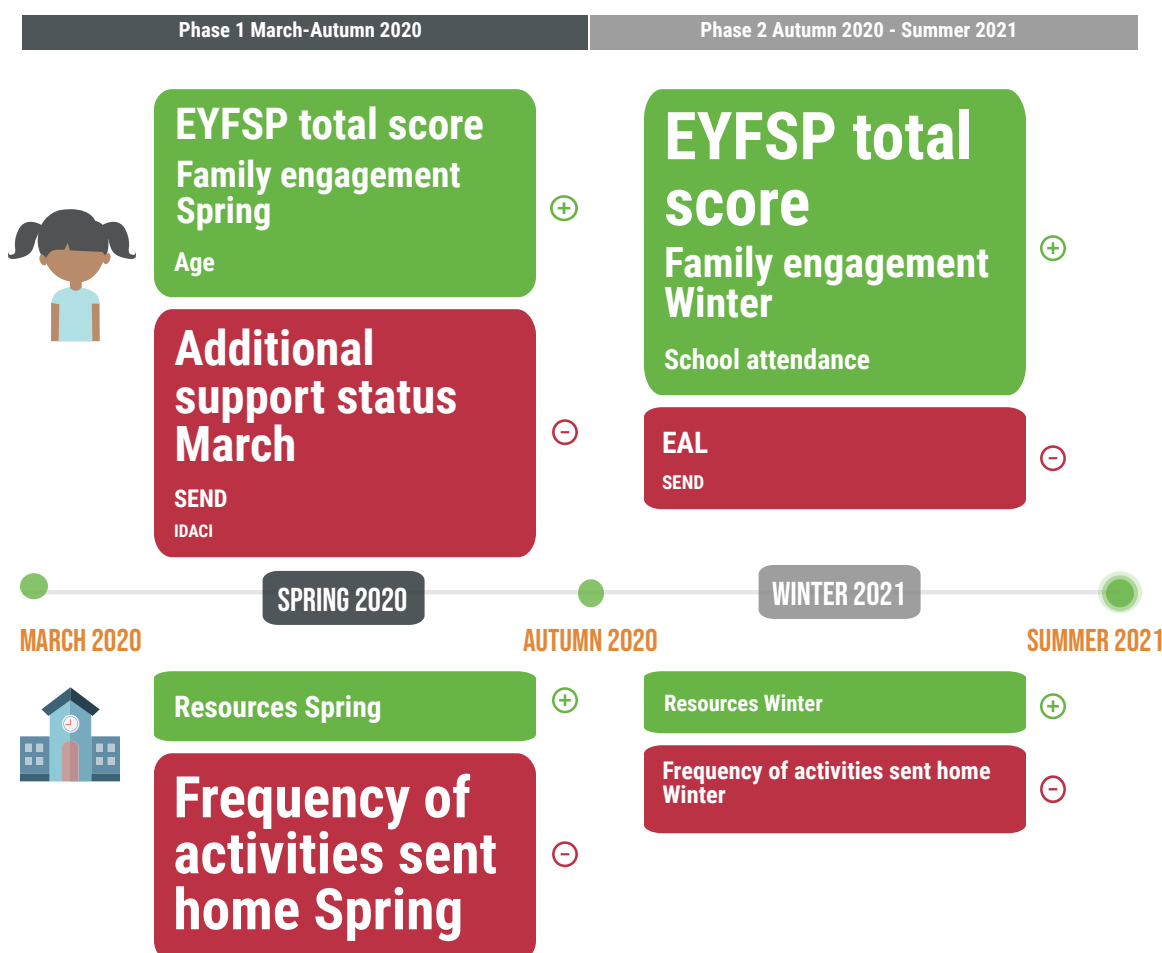 Phase 1 March-Autumn 2020
Phase 2 Autumn 2020 - Summer 2021
EYFSP total score
Family engagement
Spring
Age
Additional
support status
March
SEND
IDACI
EYFSP total
score
Family engagement
Winter
School attendance
EAL
SEND
SPRING 2020
WINTER 2021
MARCH 2020
AUTUMN 2020
SUMMER 2021
Resources Spring
Frequency of
activities sent
home Spring
Resources Winter
Frequency of activities sent home
Winter